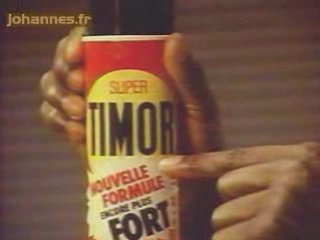 johannes.fr
SUPER
TIMOR
NOUVELLE
FORMULE
ENCORE PLUS
FORT